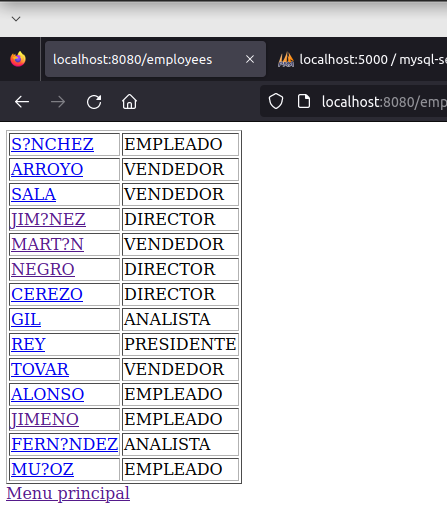 localhost:8080/employees
localhost:5000 / mysql-se
localhost:8080/emp
S?NCHEZ EMPLEADO
ARROYO VENDEDOR
SALA VENDEDOR
JIM?NEZ DIRECTOR
MART?N VENDEDOR
NEGRO DIRECTOR
CEREZO DIRECTOR
GIL ANALISTA
REY PRESIDENTE
TOVAR VENDEDOR
ALONSO EMPLEADO
JIMENO EMPLEADO
FERN?NDEZ ANALISTA
MU?OZ EMPLEADO
Menu principal